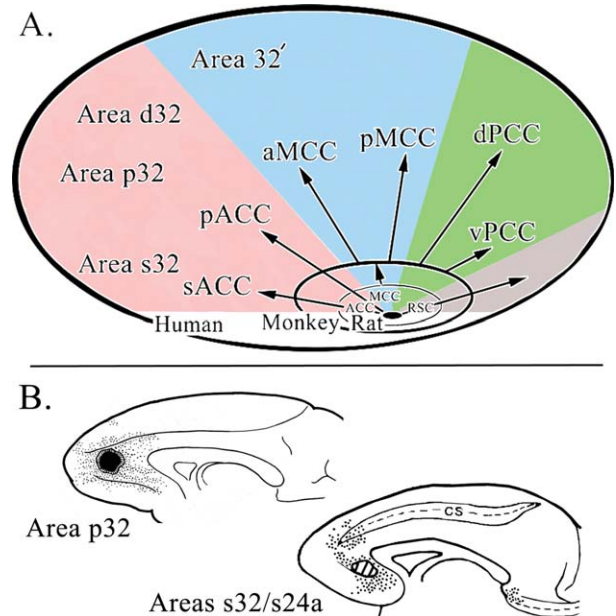 A.
Area 32′
Area d32
pMCC
dPCC
aMCC
Area p32
pACC
vPCC
Area s32
sACC
MCC
ACC
RSC
Human
Monkey
Rat
B.
CS
Area p32
Areas s32/s24a